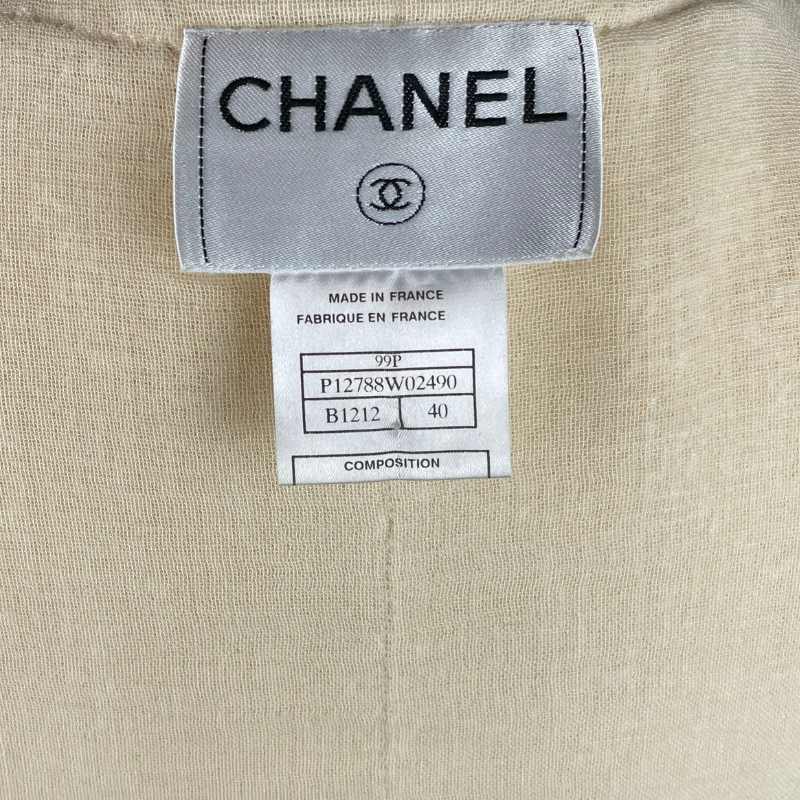 CHANEL
MADE IN FRANCE
FABRIQUE EN FRANCE
99P
P12788W02490
B1212 40
COMPOSITION